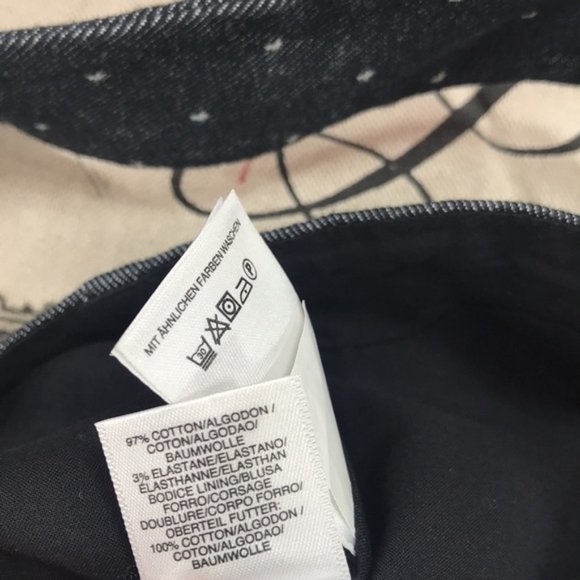 MIT ÄHNLICHEN FARBEN WASCHEN
30 P
97% COTTON/ALGODON/
COTON/ALGODAO/
BAUMWOLLE
3% ELASTANE/ELASTANO/
ELASTHANNE/ELASTHAN
BODICE LINING/BLUSA
FORRO/CORSAGE
DOUBLURE/CORPO FORRO/
OBERTEIL FUTTER:
100% COTTON/ALGODON/
COTON/ALGODAO/
BAUMWOLLE